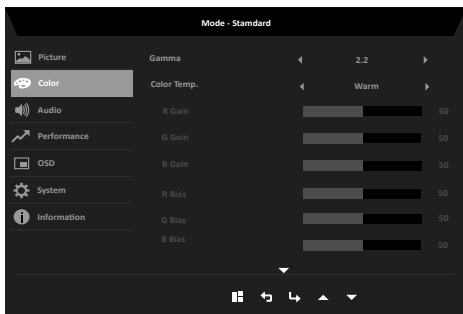 Mode - Stamdard
Picture
Gamma 2.2
Color
Color Temp. Warm
Audio
R Gain 50
Performance
G Gain 50
OSD
B Gain 50
System
R Bias 50
Information
G Bias 50
B Bias 50